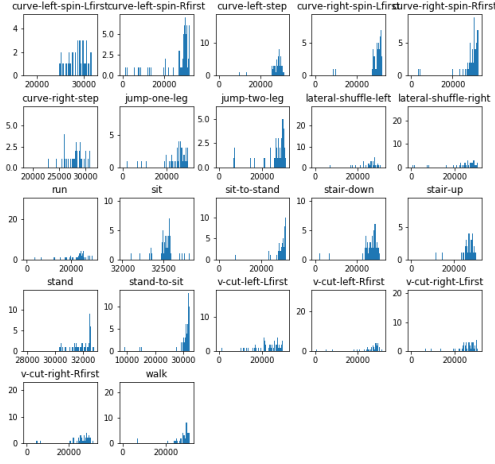 curve-left-spin-Lfirst curve-left-spin-Rfirst curve-left-step curve-right-spin-Lfirst curve-right-spin-Rfirst
4 2 0 5.0 2.5 0.0 10 0 5 0 5 0
20000 30000 0 20000 0 20000 0 20000 0 20000
curve-right-step jump-one-leg jump-two-leg lateral-shuffle-left lateral-shuffle-right
5.0 2.5 0.0 5 0 5.0 2.5 0.0 20 10 0 20 10 0
20000 25000 30000 0 20000 0 20000 0 20000 0 20000
run sit sit-to-stand stair-down stair-up
20 0 10 5 0 10 5 0 10 5 0 5 0
0 20000 32000 32500 0 20000 0 20000 0 20000
stand stand-to-sit v-cut-left-Lfirst v-cut-left-Rfirst v-cut-right-Lfirst
10 5 0 10 5 0 10 0 20 0 20 10 0
28000 30000 32000 10000 20000 30000 0 20000 0 20000 0 20000
v-cut-right-Rfirst walk
20 10 0 20 10 0
0 20000 0 20000